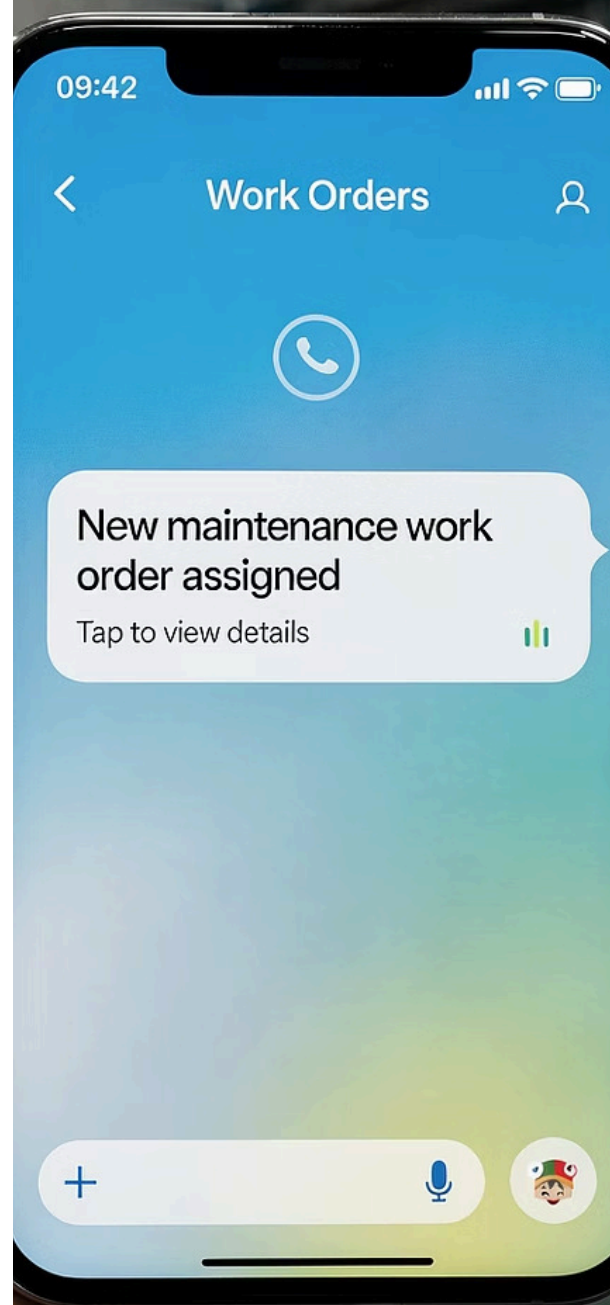 09:42
Work Orders
New maintenance work
order assigned
Tap to view details